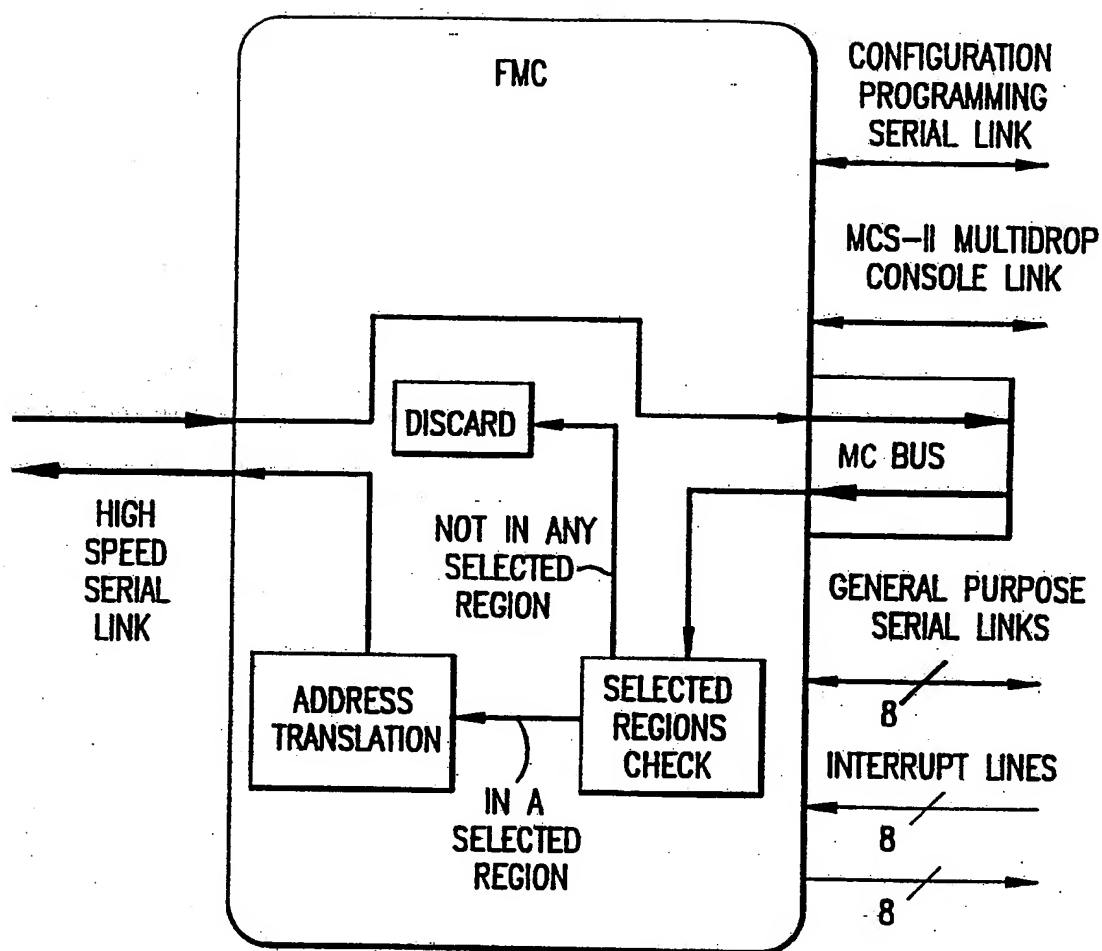 FMC
CONFIGURATION
PROGRAMMING
SERIAL LINK
MCS-II MULTIDROP
CONSOLE LINK
DISCARD
MC BUS
HIGH
SPEED
SERIAL
LINK
NOT IN ANY
SELECTED
REGION
GENERAL PURPOSE
SERIAL LINKS
8
ADDRESS
TRANSLATION
SELECTED
REGIONS
CHECK
IN A
SELECTED
REGION
INTERRUPT LINES
8
8